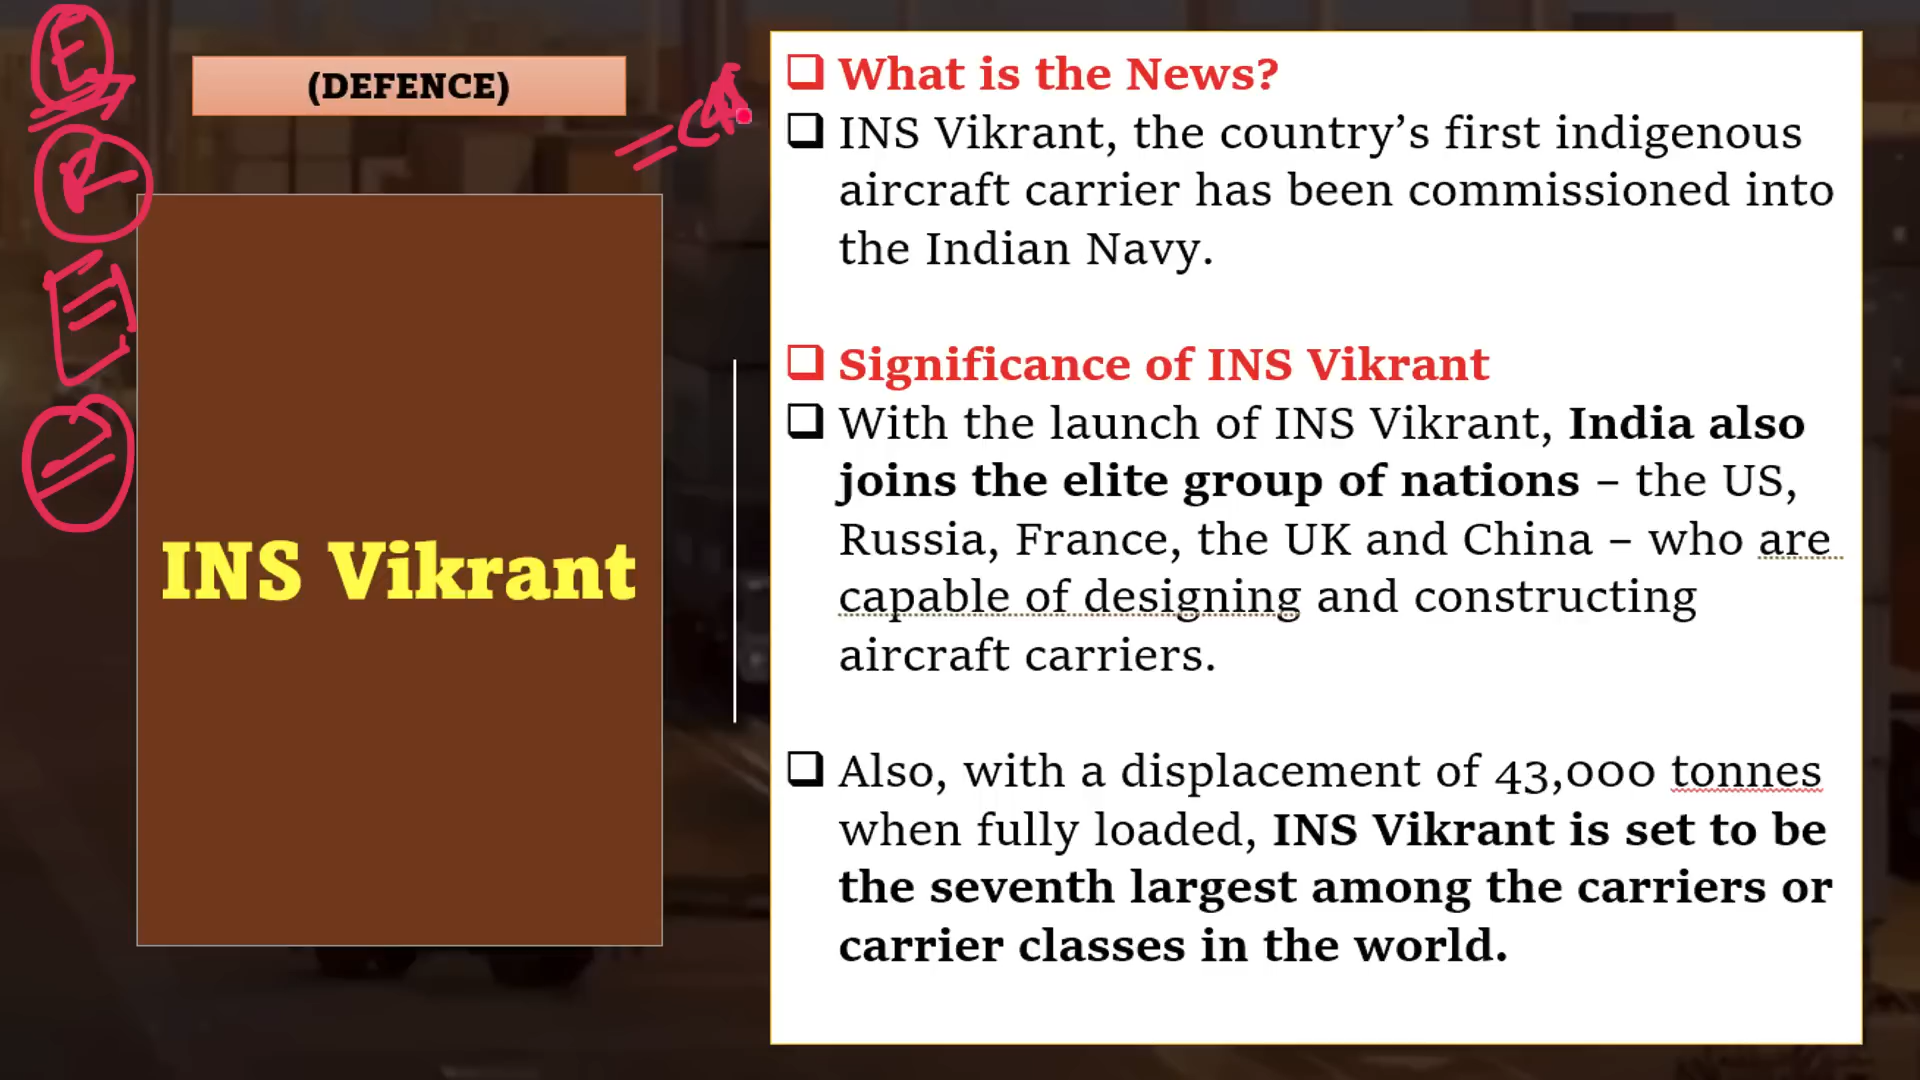 (DEFENCE)
INS Vikrant
❑ What is the News?
❑ INS Vikrant, the country’s first indigenous
aircraft carrier has been commissioned into
the Indian Navy.
❑ Significance of INS Vikrant
❑ With the launch of INS Vikrant, India also
joins the elite group of nations – the US,
Russia, France, the UK and China – who are
capable of designing and constructing
aircraft carriers.
❑ Also, with a displacement of 43,000 tonnes
when fully loaded, INS Vikrant is set to be
the seventh largest among the carriers or
carrier classes in the world.